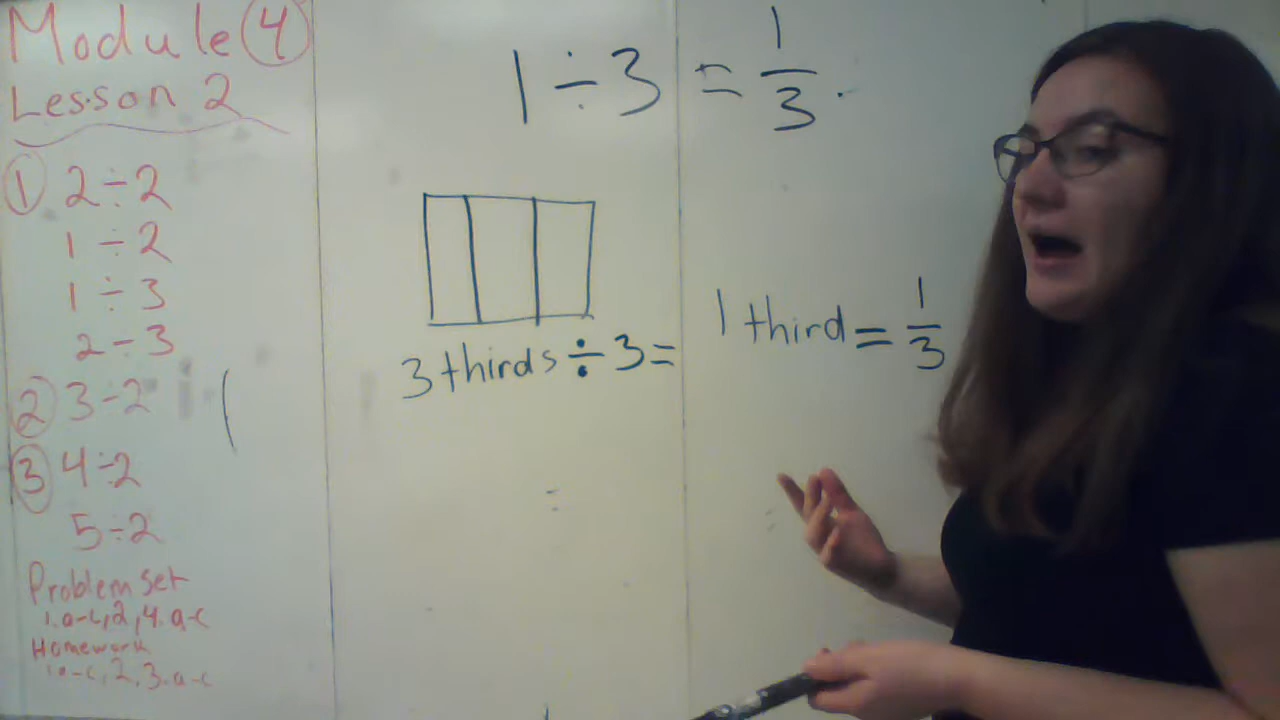 Module 4
Lesson 2
1 2÷2
1÷2
1÷3
2÷3
2 3÷2
3 4÷2
5÷2
Problem Set
1.a-c, 2, 4.a-c
Homework
1.a-c, 2, 3.a-c
1÷3 = 1/3.
3 thirds ÷ 3 = 1 third = 1/3